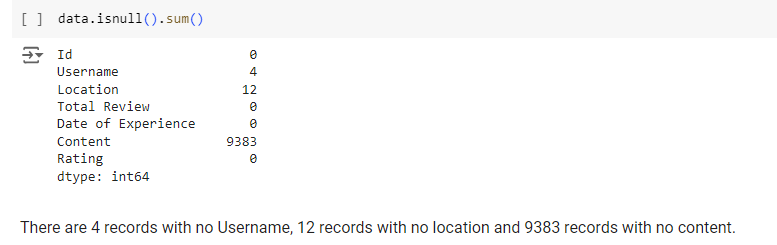 [ ] data.isnull().sum()
Id 0
Username 4
Location 12
Total Review 0
Date of Experience 0
Content 9383
Rating 0
dtype: int64
There are 4 records with no Username, 12 records with no location and 9383 records with no content.